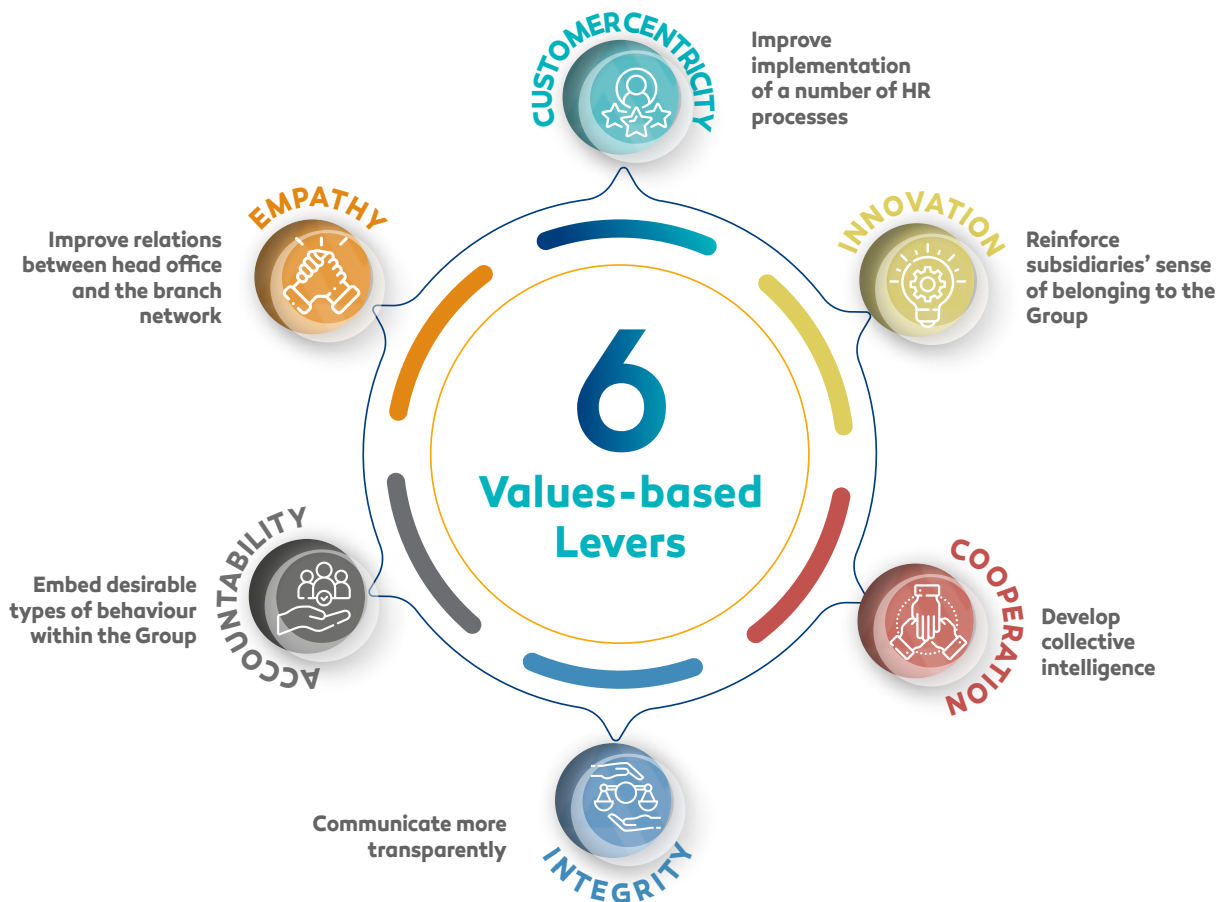 CUSTOMER CENTRICITY
Improve
implementation
of a number of HR
processes
EMPATHY
Improve relations
between head office
and the branch
network
INNOVATION
Reinforce
subsidiaries’ sense
of belonging to the
Group
6
Values-based
Levers
ACCOUNTABILITY
Embed desirable
types of behaviour
within the Group
COOPERATION
Develop
collective
intelligence
Communicate more
transparently
INTEGRITY